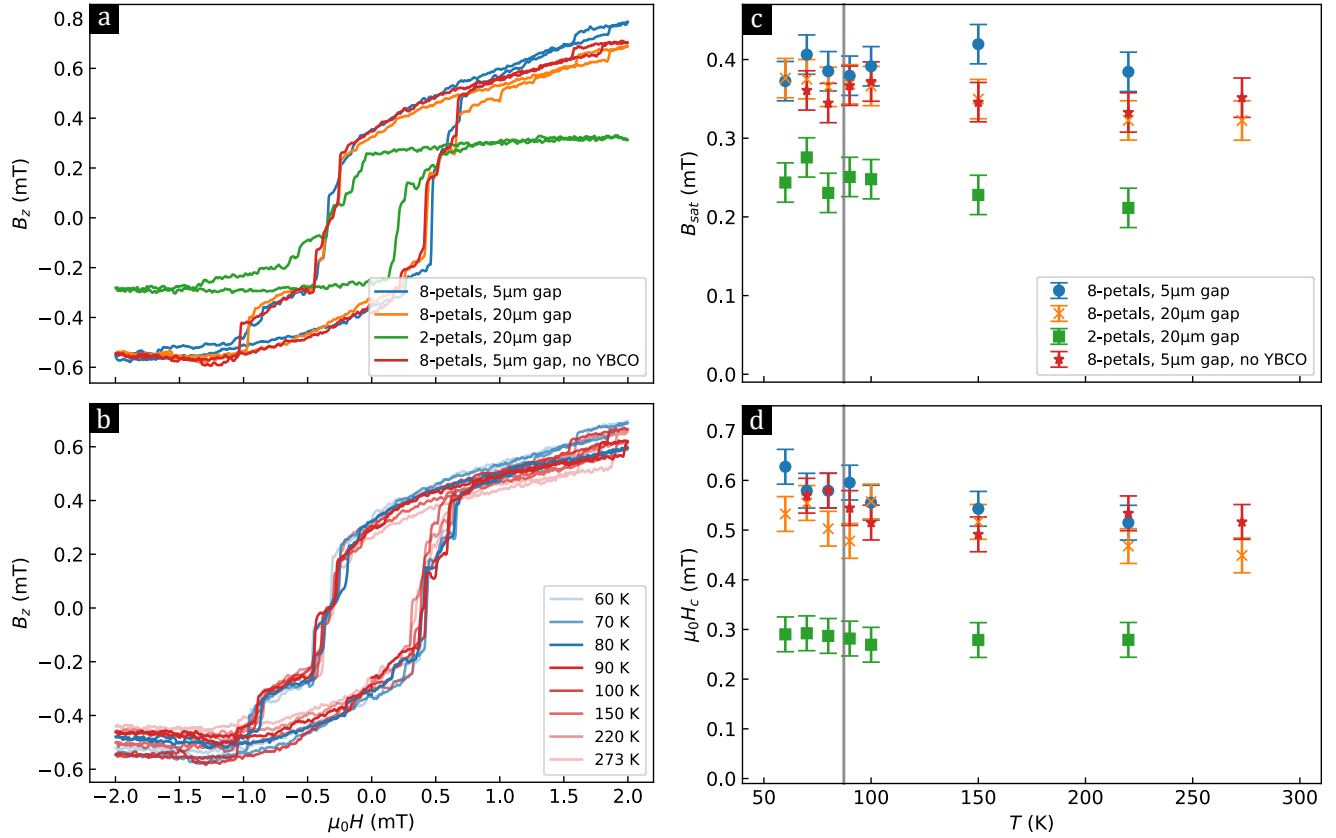 a
0.8
0.6
0.4
0.2
0.0
−0.2
−0.4
−0.6
B_z (mT)
8-petals, 5μm gap
8-petals, 20μm gap
2-petals, 20μm gap
8-petals, 5μm gap, no YBCO
c
0.4
0.3
0.2
0.1
0.0
B_sat (mT)
8-petals, 5μm gap
8-petals, 20μm gap
2-petals, 20μm gap
8-petals, 5μm gap, no YBCO
b
0.6
0.4
0.2
0.0
−0.2
−0.4
−0.6
B_z (mT)
60 K
70 K
80 K
90 K
100 K
150 K
220 K
273 K
−2.0 −1.5 −1.0 −0.5 0.0 0.5 1.0 1.5 2.0
μ₀H (mT)
d
0.7
0.6
0.5
0.4
0.3
0.2
0.1
0.0
μ₀H_c (mT)
50 100 150 200 250 300
T (K)